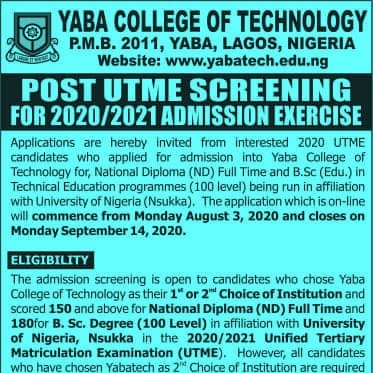 YABA COLLEGE OF TECHNOLOGY
P.M.B. 2011, YABA, LAGOS, NIGERIA
Website: www.yabatech.edu.ng
POST UTME SCREENING
FOR 2020/2021 ADMISSION EXERCISE
Applications are hereby invited from interested 2020 UTME
candidates who applied for admission into Yaba College of
Technology for, National Diploma (ND) Full Time and B.Sc (Edu.) in
Technical Education programmes (100 level) being run in affiliation
with University of Nigeria (Nsukka). The application which is on-line
will commence from Monday August 3, 2020 and closes on
Monday September 14, 2020.
ELIGIBILITY
The admission screening is open to candidates who chose Yaba
College of Technology as their 1st or 2nd Choice of Institution and
scored 150 and above for National Diploma (ND) Full Time and
180for B. Sc. Degree (100 Level) in affiliation with University
of Nigeria, Nsukka in the 2020/2021 Unified Tertiary
Matriculation Examination (UTME). However, all candidates
who have chosen Yabatech as 2nd Choice of Institution are required